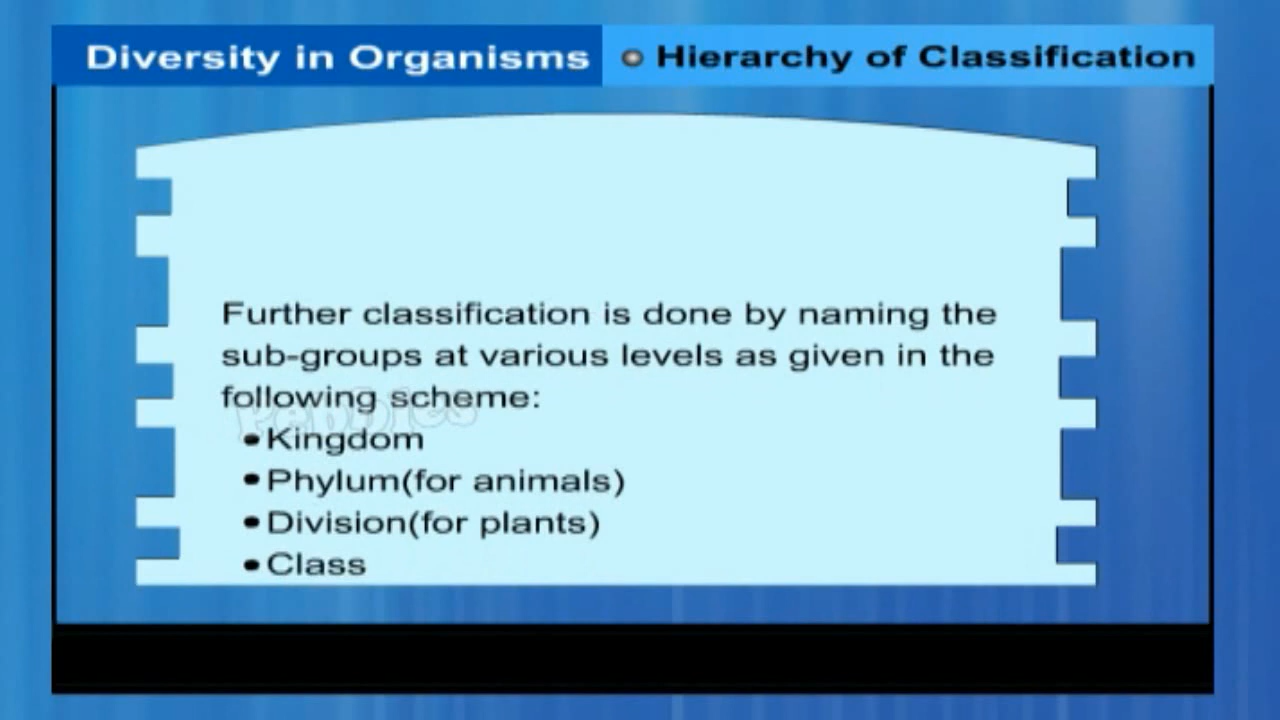 Diversity in Organisms
Hierarchy of Classification
Further classification is done by naming the
sub-groups at various levels as given in the
following scheme:
Pebbles
•Kingdom
•Phylum(for animals)
•Division(for plants)
•Class